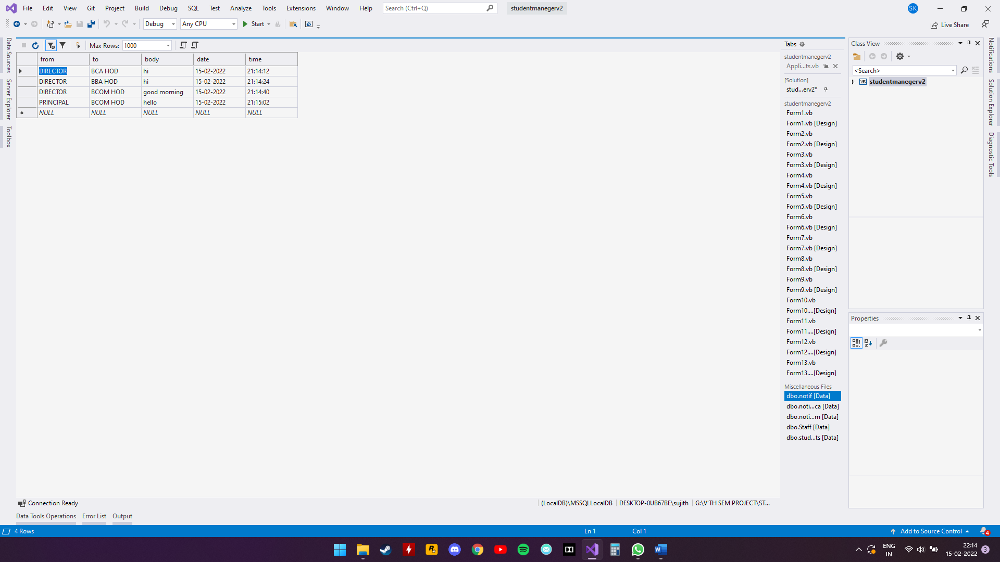 File Edit View Git Project Build Debug SQL Test Analyze Tools Extensions Window Help Search (Ctrl+Q) studentmanegerv2 SK
Debug Any CPU Start Live Share
Data Sources
Server Explorer
Toolbox
Max Rows: 1000
from to body date time
DIRECTOR BCA HOD hi 15-02-2022 21:14:12
DIRECTOR BBA HOD hi 15-02-2022 21:14:24
DIRECTOR BCOM HOD good morning 15-02-2022 21:14:40
PRINCIPAL BCOM HOD hello 15-02-2022 21:15:02
NULL NULL NULL NULL NULL
Tabs
studentmanegerv2
Appli...ts.vb
[Solution]
stud...erv2*
studentmanegerv2
Form1.vb
Form1.vb [Design]
Form2.vb
Form2.vb [Design]
Form3.vb
Form3.vb [Design]
Form4.vb
Form4.vb [Design]
Form5.vb
Form5.vb [Design]
Form6.vb
Form6.vb [Design]
Form7.vb
Form7.vb [Design]
Form8.vb
Form8.vb [Design]
Form9.vb
Form9.vb [Design]
Form10.vb
Form10....[Design]
Form11.vb
Form11....[Design]
Form12.vb
Form12....[Design]
Form13.vb
Form13....[Design]
Miscellaneous Files
dbo.notif [Data]
dbo.noti...ca [Data]
dbo.noti...m [Data]
dbo.Staff [Data]
dbo.stud...ts [Data]
Class View
<Search>
VB studentmanegerv2
Properties
Notifications
Solution Explorer
Diagnostic Tools
Connection Ready (LocalDB)\MSSQLLocalDB DESKTOP-0UB67BE\sujith G:\V'TH SEM PROJECT\ST...
Data Tools Operations Error List Output
4 Rows Ln 1 Col 1 Add to Source Control 4
ENG
IN
22:14
15-02-2022
3